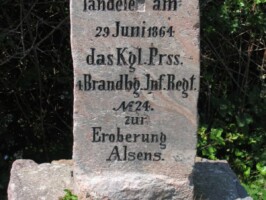 landete am
29 Juni 1864
das Kgl. Prss.
4 Brandbg. Inf. Regt.
№ 24.
zur
Eroberung
Alsens.